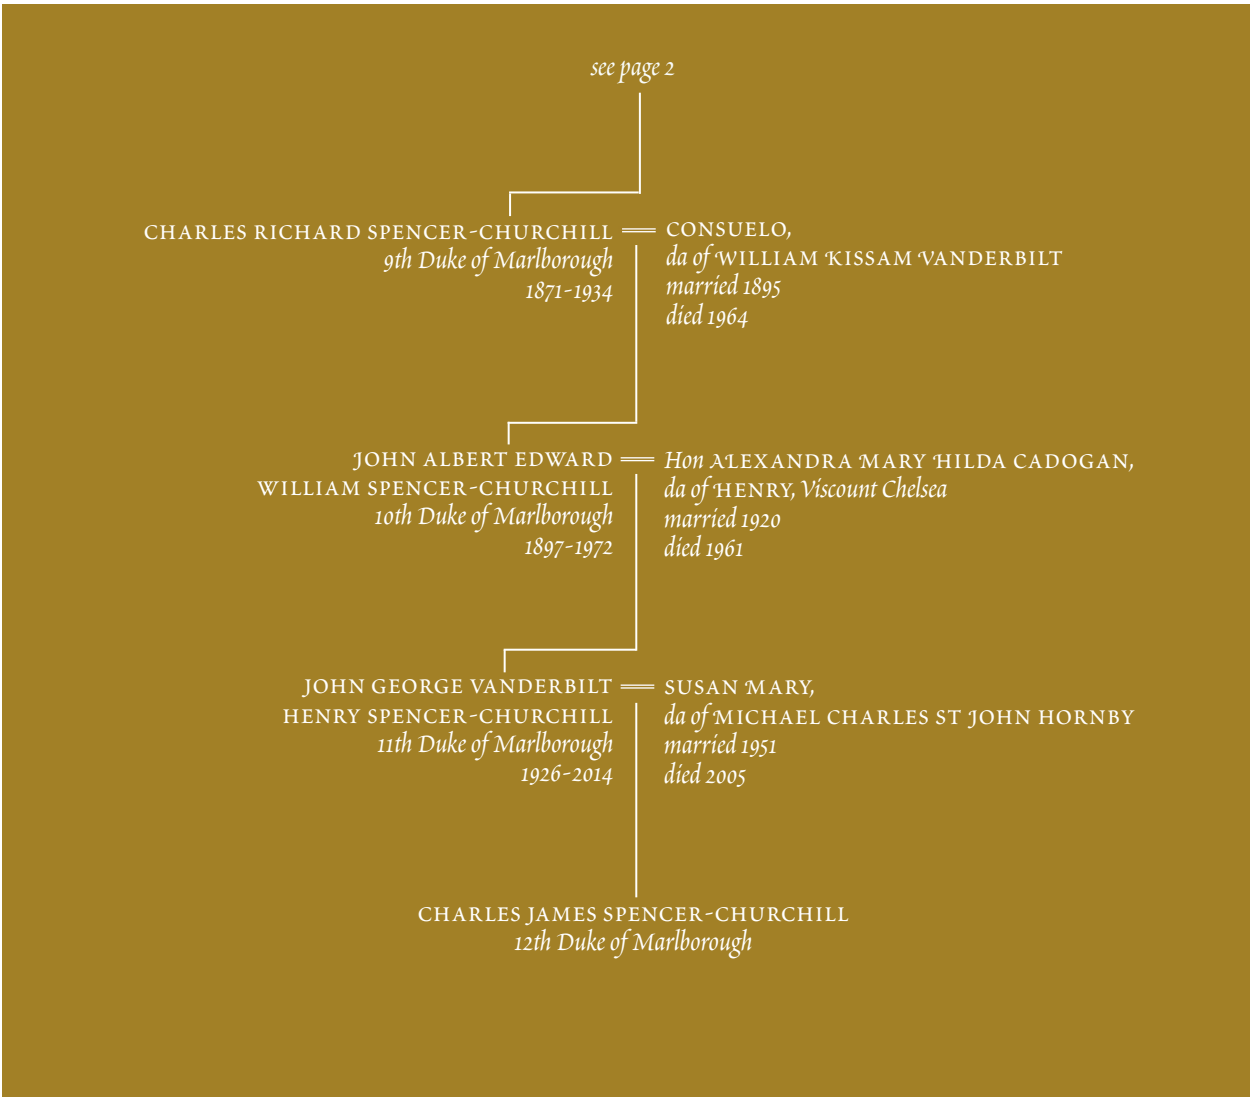 see page 2
CHARLES RICHARD SPENCER-CHURCHILL
9th Duke of Marlborough
1871-1934
CONSUELO,
da of WILLIAM KISSAM VANDERBILT
married 1895
died 1964
JOHN ALBERT EDWARD
WILLIAM SPENCER-CHURCHILL
10th Duke of Marlborough
1897-1972
Hon ALEXANDRA MARY HILDA CADOGAN,
da of HENRY, Viscount Chelsea
married 1920
died 1961
JOHN GEORGE VANDERBILT
HENRY SPENCER-CHURCHILL
11th Duke of Marlborough
1926-2014
SUSAN MARY,
da of MICHAEL CHARLES ST JOHN HORNBY
married 1951
died 2005
CHARLES JAMES SPENCER-CHURCHILL
12th Duke of Marlborough